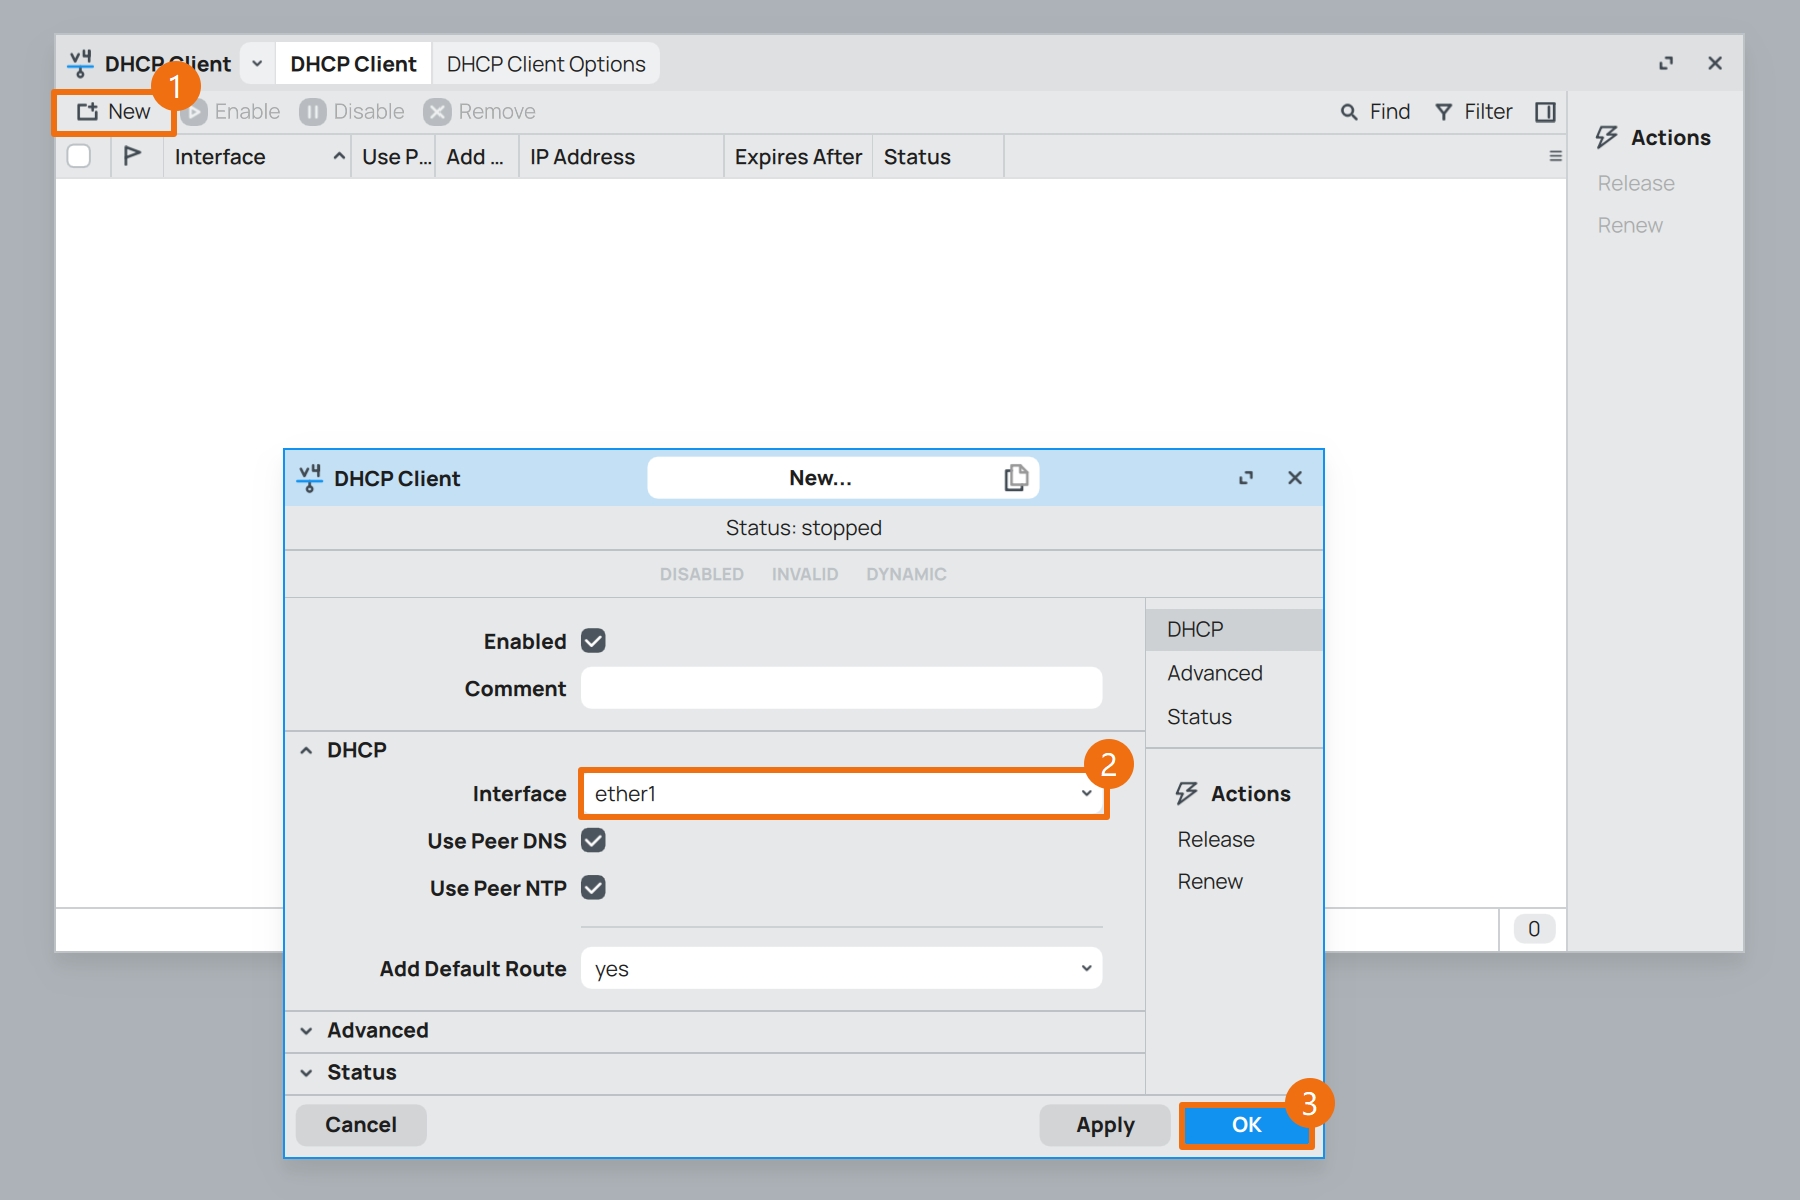 v4 DHCP Client DHCP Client DHCP Client Options
1
New Enable Disable Remove Find Filter
Interface Use P... Add ... IP Address Expires After Status
Actions
Release
Renew
v4 DHCP Client New...
Status: stopped
DISABLED INVALID DYNAMIC
Enabled
Comment
DHCP
Interface ether1
2
Use Peer DNS
Use Peer NTP
Add Default Route yes
Advanced
Status
DHCP
Advanced
Status
Actions
Release
Renew
0
Cancel Apply OK
3